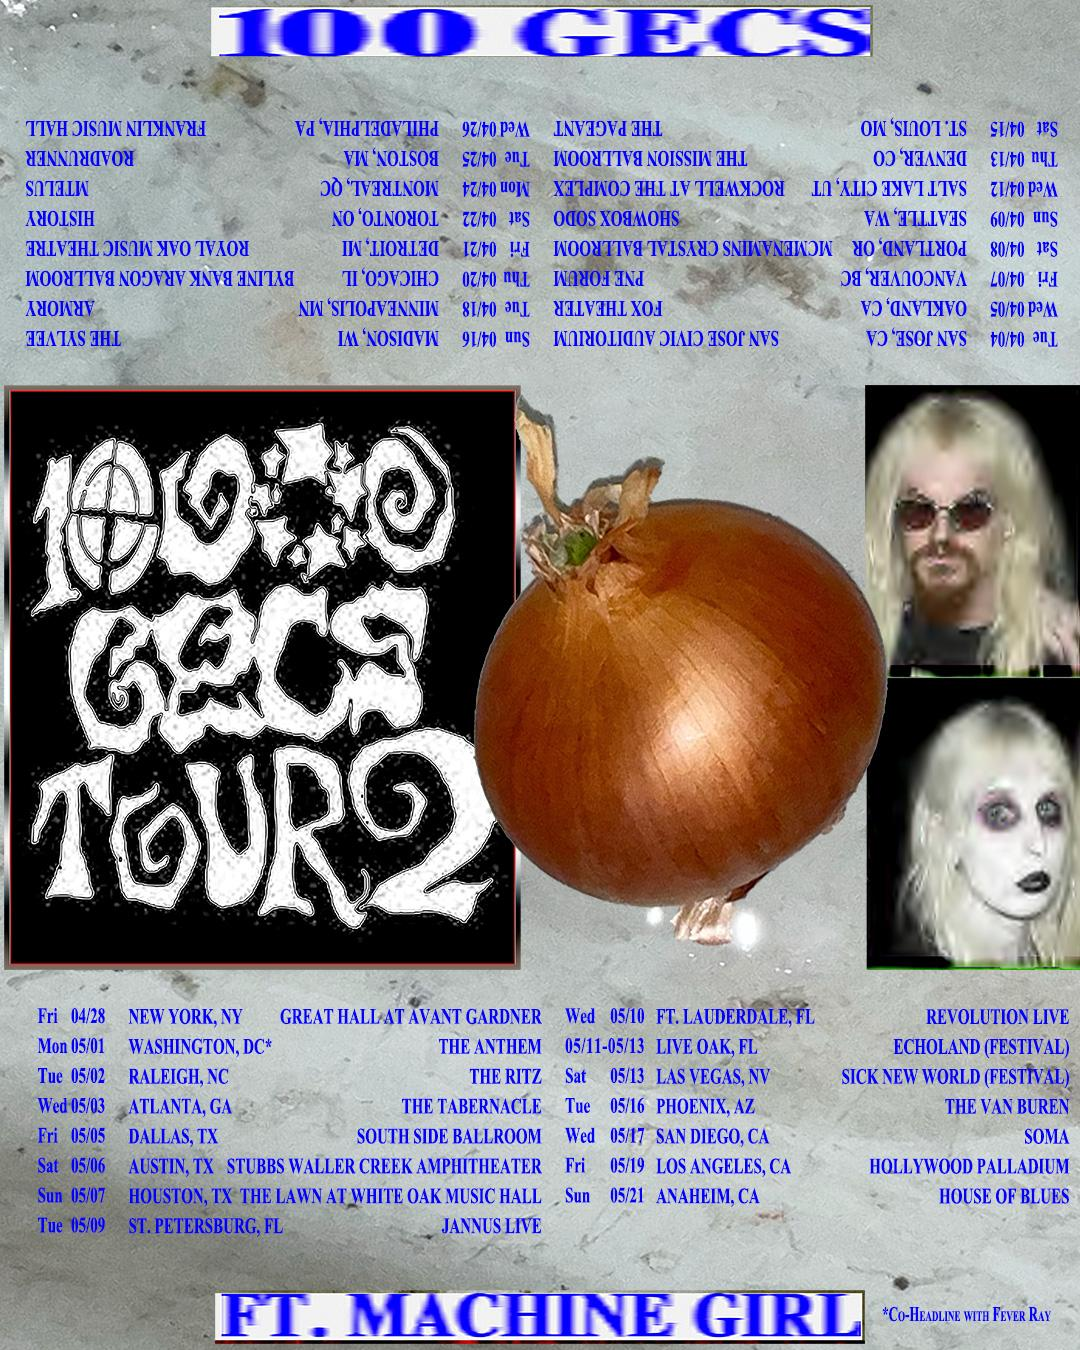 100 GECS
Tue 04/04 SAN JOSE, CA SAN JOSE CIVIC AUDITORIUM
Wed 04/05 OAKLAND, CA FOX THEATER
Fri 04/07 VANCOUVER, BC PNE FORUM
Sat 04/08 PORTLAND, OR MCMENAMINS CRYSTAL BALLROOM
Sun 04/09 SEATTLE, WA SHOWBOX SODO
Wed 04/12 SALT LAKE CITY, UT ROCKWELL AT THE COMPLEX
Thu 04/13 DENVER, CO THE MISSION BALLROOM
Sat 04/15 ST. LOUIS, MO THE PAGEANT
Sun 04/16 MADISON, WI THE SYLVEE
Tue 04/18 MINNEAPOLIS, MN ARMORY
Thu 04/20 CHICAGO, IL BYLINE BANK ARAGON BALLROOM
Fri 04/21 DETROIT, MI ROYAL OAK MUSIC THEATRE
Sat 04/22 TORONTO, ON HISTORY
Mon 04/24 MONTREAL, QC MTELUS
Tue 04/25 BOSTON, MA ROADRUNNER
Wed 04/26 PHILADELPHIA, PA FRANKLIN MUSIC HALL
10000
GECS
TOUR 2
Fri 04/28 NEW YORK, NY GREAT HALL AT AVANT GARDNER
Mon 05/01 WASHINGTON, DC* THE ANTHEM
Tue 05/02 RALEIGH, NC THE RITZ
Wed 05/03 ATLANTA, GA THE TABERNACLE
Fri 05/05 DALLAS, TX SOUTH SIDE BALLROOM
Sat 05/06 AUSTIN, TX STUBBS WALLER CREEK AMPHITHEATER
Sun 05/07 HOUSTON, TX THE LAWN AT WHITE OAK MUSIC HALL
Tue 05/09 ST. PETERSBURG, FL JANNUS LIVE
Wed 05/10 FT. LAUDERDALE, FL REVOLUTION LIVE
05/11-05/13 LIVE OAK, FL ECHOLAND (FESTIVAL)
Sat 05/13 LAS VEGAS, NV SICK NEW WORLD (FESTIVAL)
Tue 05/16 PHOENIX, AZ THE VAN BUREN
Wed 05/17 SAN DIEGO, CA SOMA
Fri 05/19 LOS ANGELES, CA HOLLYWOOD PALLADIUM
Sun 05/21 ANAHEIM, CA HOUSE OF BLUES
FT. MACHINE GIRL
*CO-HEADLINE WITH FEVER RAY